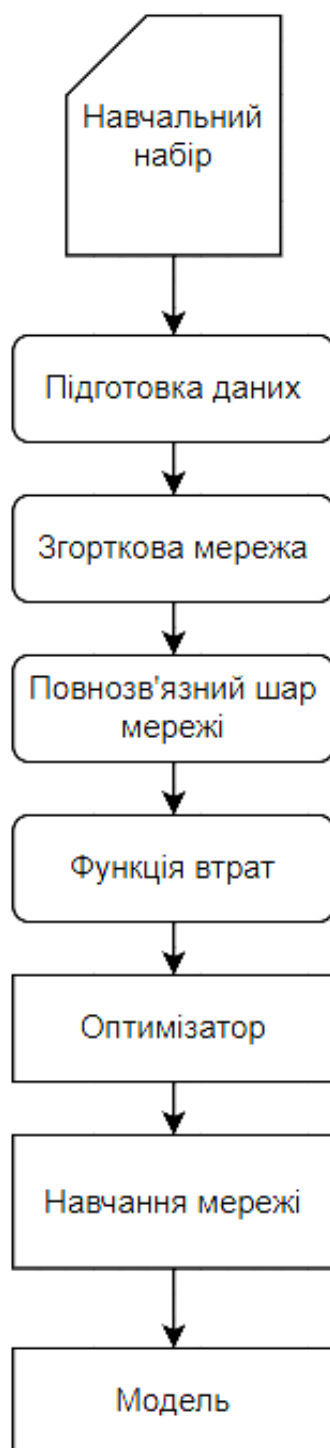 Навчальний
набір
Підготовка даних
Згорткова мережа
Повнозв'язний шар
мережі
Функція втрат
Оптимізатор
Навчання мережі
Модель